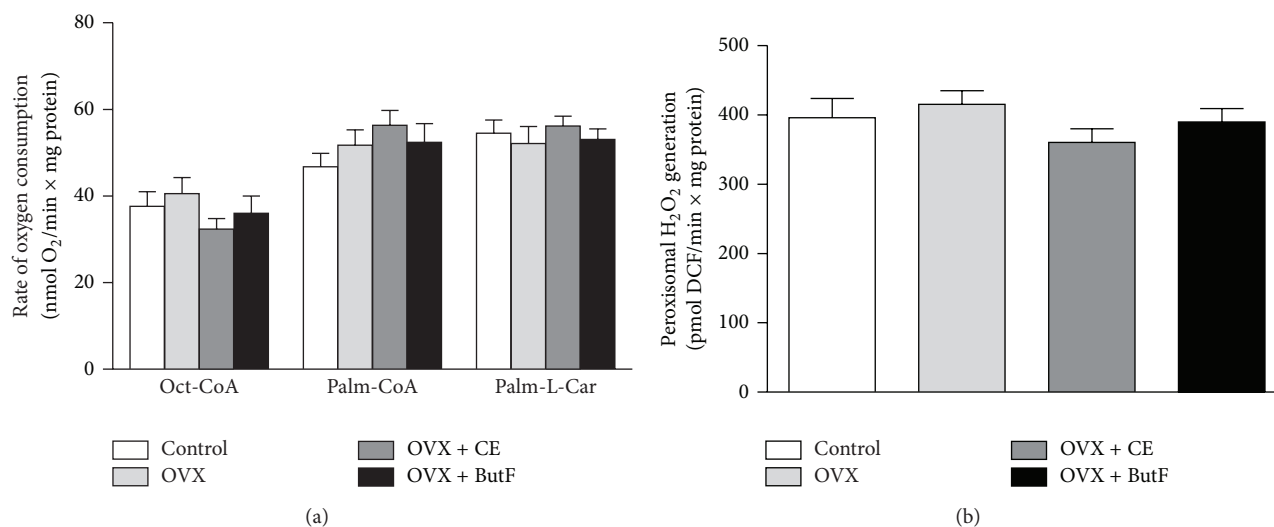 Rate of oxygen consumption
(nmol O₂/min × mg protein)
80
60
40
20
0
Oct-CoA Palm-CoA Palm-L-Car
Control
OVX
OVX + CE
OVX + ButF
(a)
Peroxisomal H₂O₂ generation
(pmol DCF/min × mg protein)
500
400
300
200
100
0
Control
OVX
OVX + CE
OVX + ButF
(b)